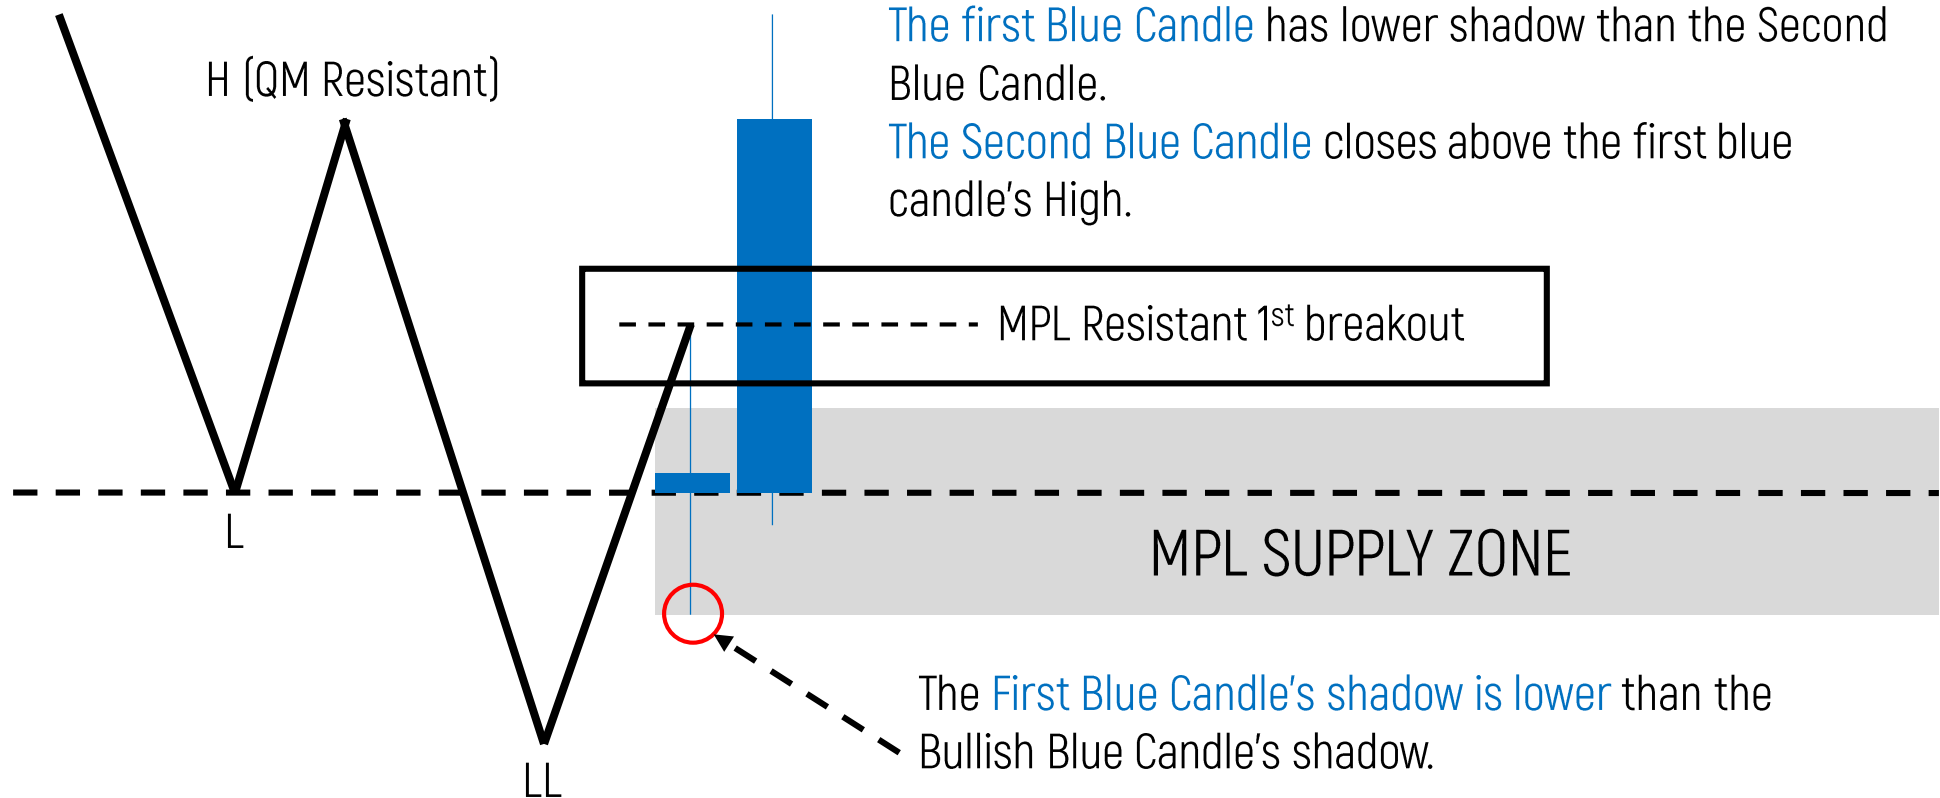 The first Blue Candle has lower shadow than the Second
Blue Candle.
The Second Blue Candle closes above the first blue
candle's High.
H (QM Resistant)
MPL Resistant 1st breakout
L
MPL SUPPLY ZONE
The First Blue Candle's shadow is lower than the
Bullish Blue Candle's shadow.
LL